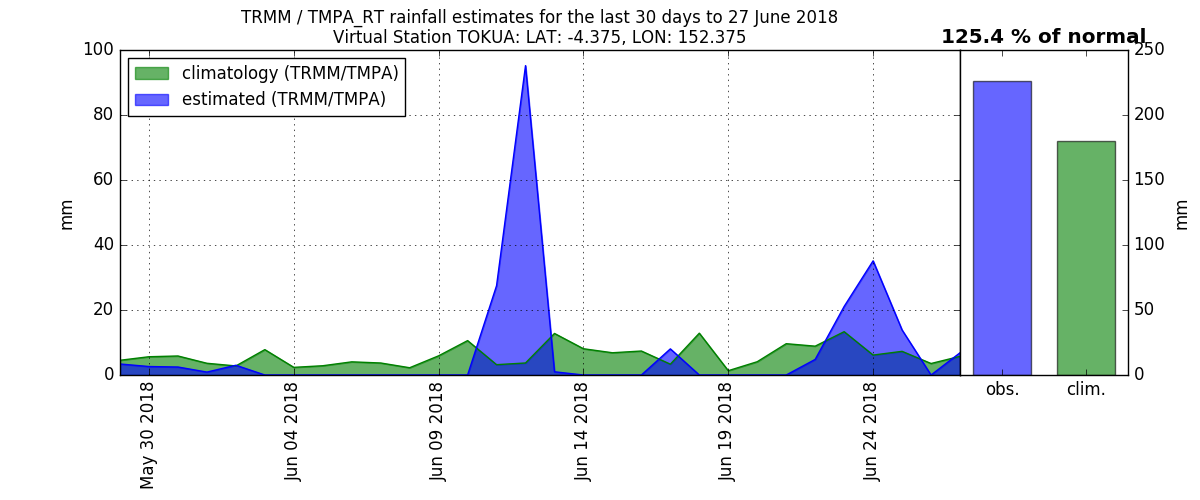 TRMM / TMPA_RT rainfall estimates for the last 30 days to 27 June 2018
Virtual Station TOKUA: LAT: -4.375, LON: 152.375
125.4 % of normal
climatology (TRMM/TMPA)
estimated (TRMM/TMPA)
100
80
60
40
20
0
mm
May 30 2018
Jun 04 2018
Jun 09 2018
Jun 14 2018
Jun 19 2018
Jun 24 2018
250
200
150
100
50
0
mm
obs.
clim.